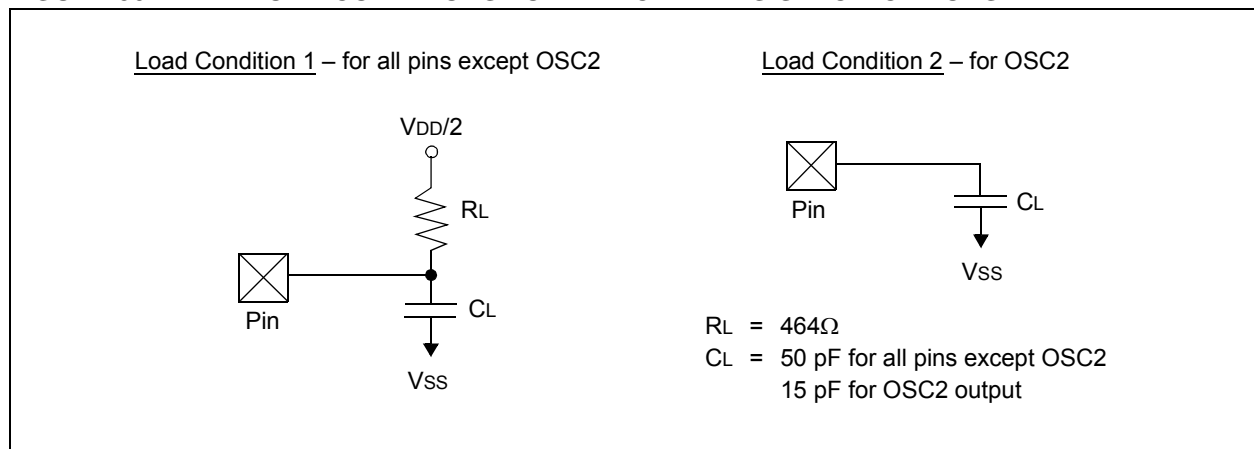 Load Condition 1 – for all pins except OSC2
VDD/2
RL
Pin
CL
VSS
Load Condition 2 – for OSC2
Pin
CL
VSS
RL = 464Ω
CL = 50 pF for all pins except OSC2
15 pF for OSC2 output